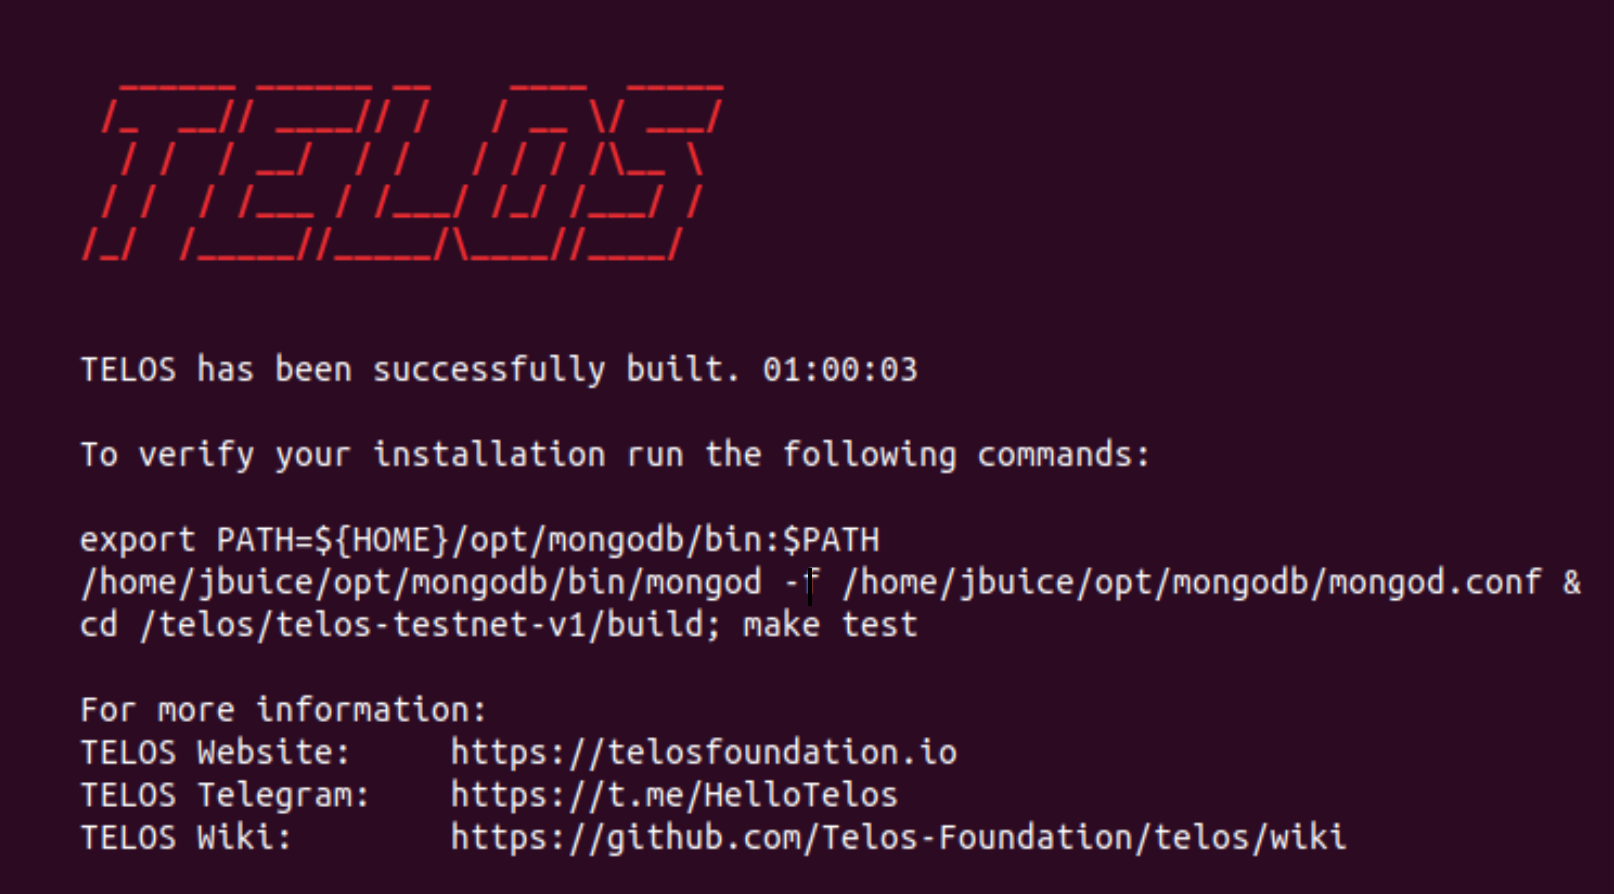 TELOS
TELOS has been successfully built. 01:00:03
To verify your installation run the following commands:
export PATH=${HOME}/opt/mongodb/bin:$PATH
/home/jbuice/opt/mongodb/bin/mongod -f /home/jbuice/opt/mongodb/mongod.conf &
cd /telos/telos-testnet-v1/build; make test
For more information:
TELOS Website:     https://telosfoundation.io
TELOS Telegram:    https://t.me/HelloTelos
TELOS Wiki:        https://github.com/Telos-Foundation/telos/wiki